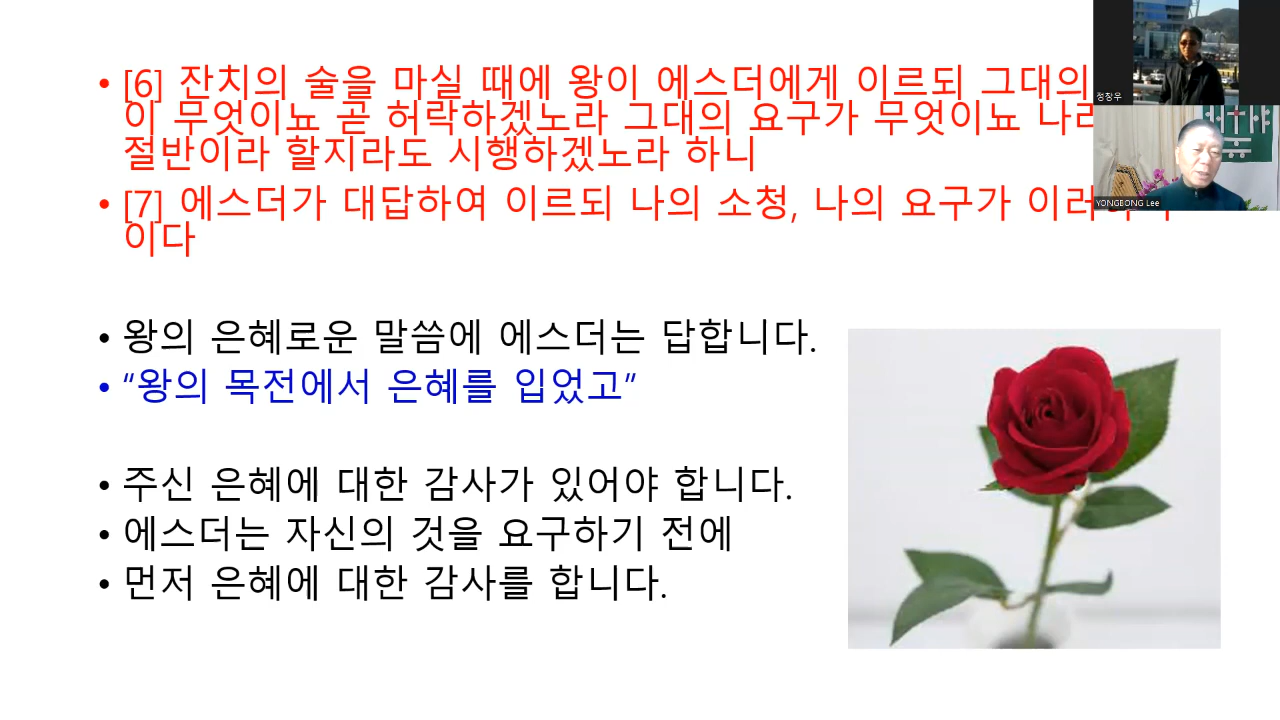 • [6] 잔치의 술을 마실 때에 왕이 에스더에게 이르되 그대의
이 무엇이뇨 곧 허락하겠노라 그대의 요구가 무엇이뇨
절반이라 할지라도 시행하겠노라 하니
• [7] 에스더가 대답하여 이르되 나의 소청, 나의 요구가
이다
• 왕의 은혜로운 말씀에 에스더는 답합니다.
• “왕의 목전에서 은혜를 입었고”
• 주신 은혜에 대한 감사가 있어야 합니다.
• 에스더는 자신의 것을 요구하기 전에
• 먼저 은혜에 대한 감사를 합니다.
정창우
YONGBONG Lee